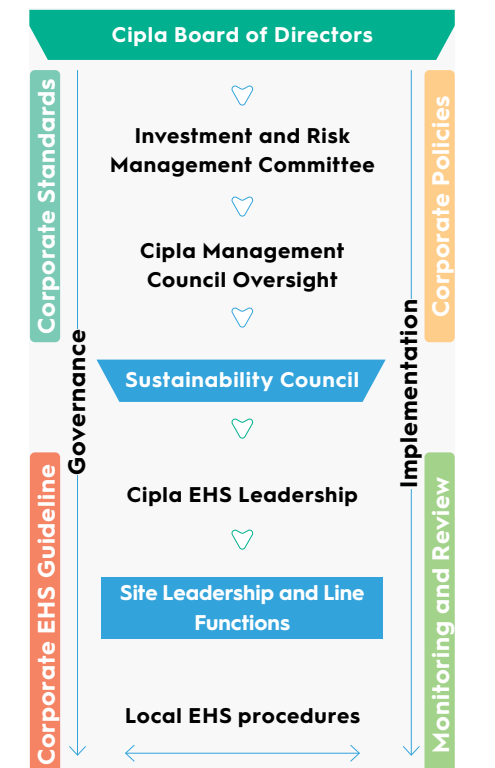 Cipla Board of Directors
Corporate Standards
Corporate Policies
Investment and Risk
Management Committee
Cipla Management
Council Oversight
Governance
Implementation
Sustainability Council
Corporate EHS Guideline
Monitoring and Review
Cipla EHS Leadership
Site Leadership and Line
Functions
Local EHS procedures